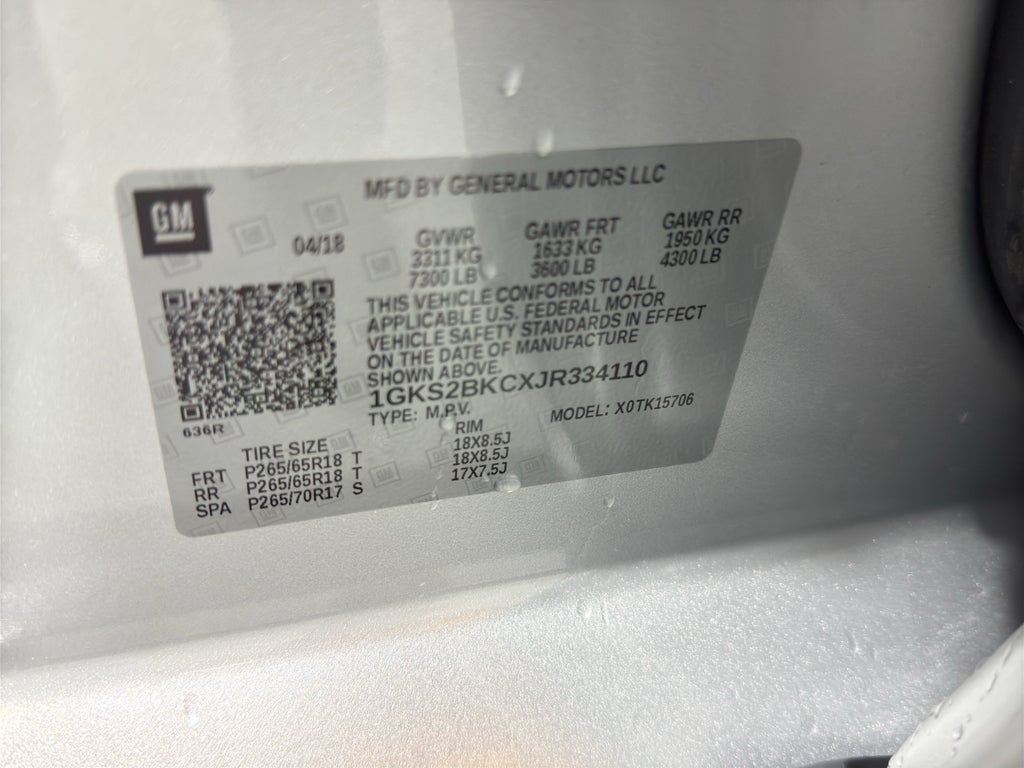 GM
MFD BY GENERAL MOTORS LLC
04/18
GVWR GAWR FRT GAWR RR
3311 KG 1633 KG 1950 KG
7300 LB 3600 LB 4300 LB
THIS VEHICLE CONFORMS TO ALL
APPLICABLE U.S. FEDERAL MOTOR
VEHICLE SAFETY STANDARDS IN EFFECT
ON THE DATE OF MANUFACTURE
SHOWN ABOVE.
1GKS2BKCXJR334110
TYPE: M.P.V. MODEL: X0TK15706
636R
TIRE SIZE RIM
FRT P265/65R18 T 18X8.5J
RR P265/65R18 T 18X8.5J
SPA P265/70R17 S 17X7.5J